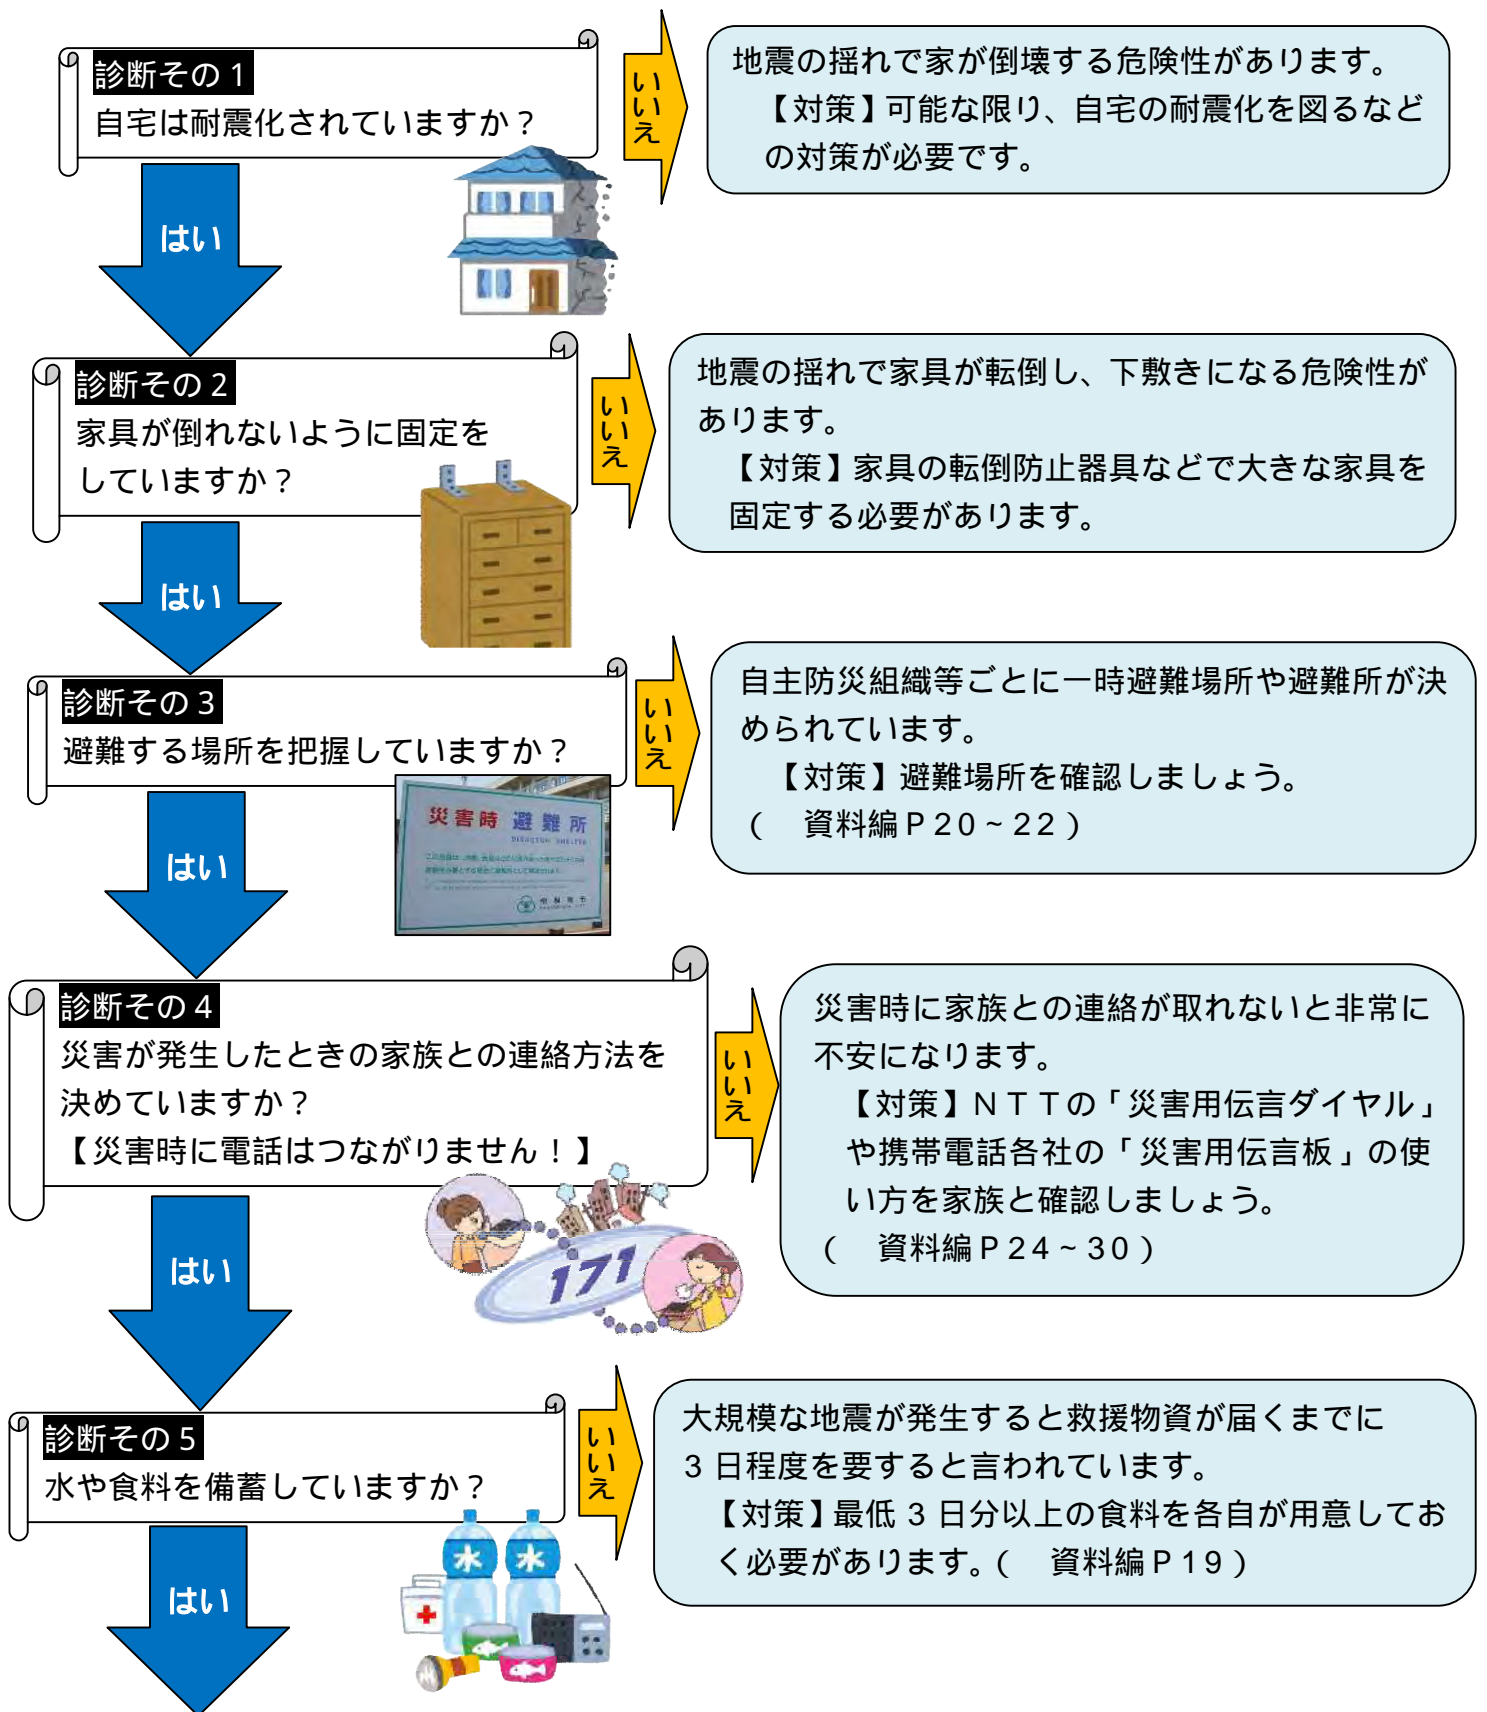 診断その1
自宅は耐震化されていますか？
いいえ
地震の揺れで家が倒壊する危険性があります。
【対策】可能な限り、自宅の耐震化を図るなど
の対策が必要です。
はい
診断その2
家具が倒れないように固定を
していますか？
いいえ
地震の揺れで家具が転倒し、下敷きになる危険性が
あります。
【対策】家具の転倒防止器具などで大きな家具を
固定する必要があります。
はい
診断その3
避難する場所を把握していますか？
いいえ
自主防災組織等ごとに一時避難場所や避難所が決
められています。
【対策】避難場所を確認しましょう。
（　資料編P20~22）
災害時 避難所
はい
診断その4
災害が発生したときの家族との連絡方法を
決めていますか？
【災害時に電話はつながりません！】
いいえ
災害時に家族との連絡が取れないと非常に
不安になります。
【対策】NTTの「災害用伝言ダイヤル」
や携帯電話各社の「災害用伝言板」の使
い方を家族と確認しましょう。
（　資料編P24~30）
171
はい
診断その5
水や食料を備蓄していますか？
いいえ
大規模な地震が発生すると救援物資が届くまでに
3日程度を要すると言われています。
【対策】最低3日分以上の食料を各自が用意してお
く必要があります。（　資料編P19）
水 水
はい